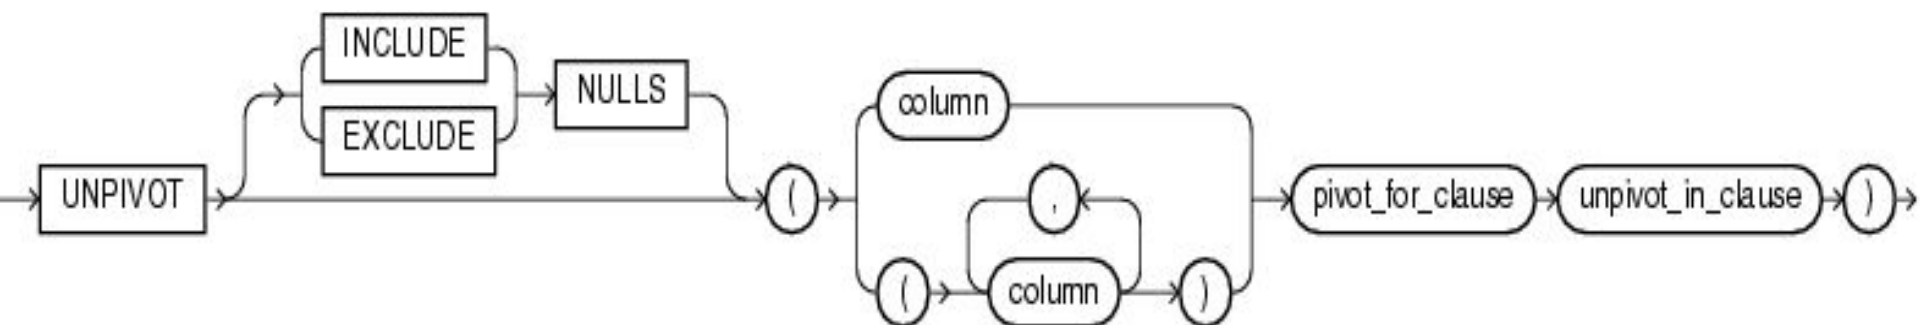 INCLUDE
NULLS
EXCLUDE
column
UNPIVOT
(
,
pivot_for_clause
unpivot_in_clause
)
(
column
)